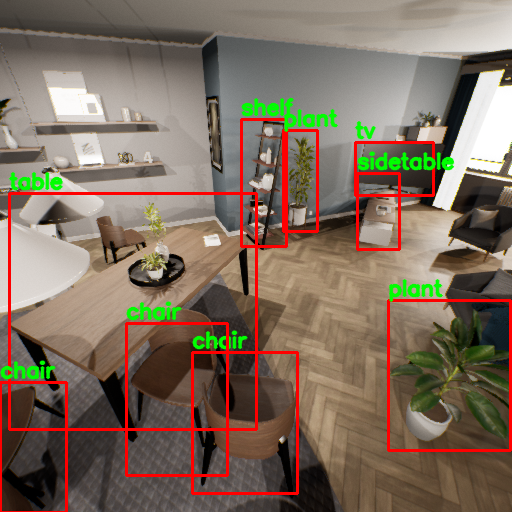 shelf
plant
tv
sidetable
table
plant
chair
chair
chair